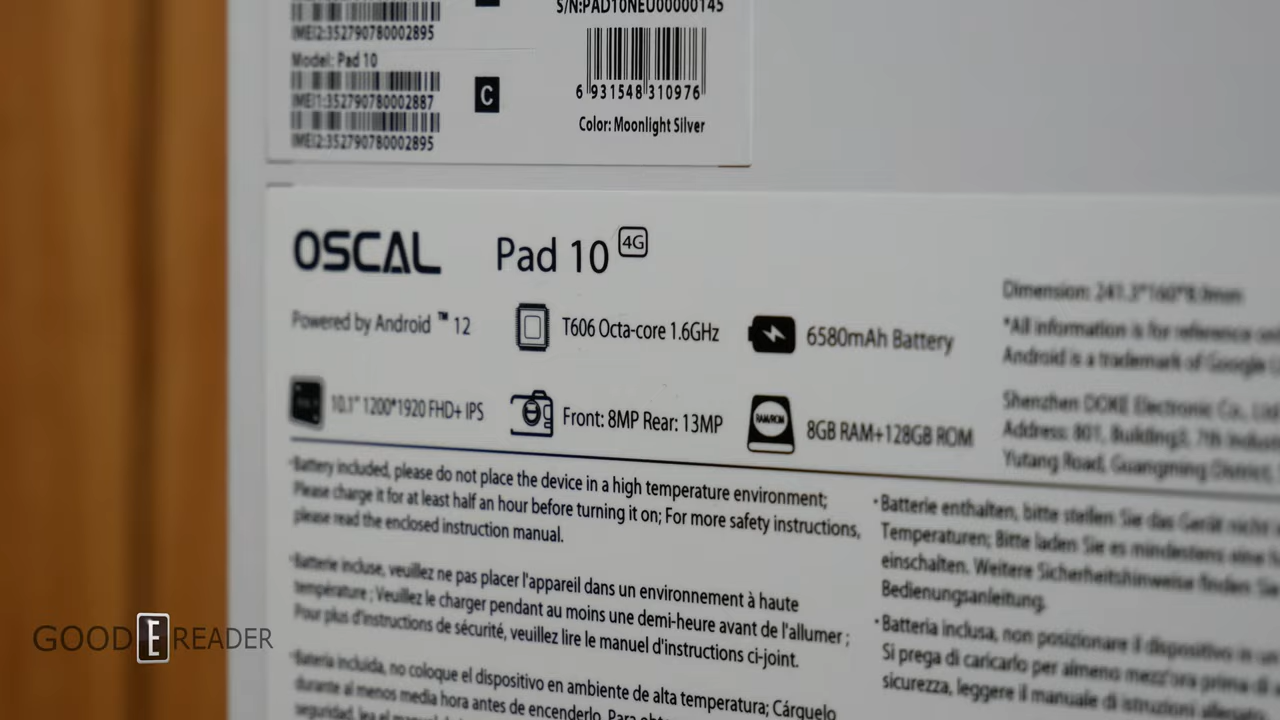 IMEI2:352790780002895
Model: Pad 10
IMEI1:352790780002887
IMEI2:352790780002895
C
S/N:PAD10NEU00000145
6 931548 310976
Color: Moonlight Silver
OSCAL
Pad 10 4G
Powered by Android ™ 12
T606 Octa-core 1.6GHz
6580mAh Battery
10.1" 1200*1920 FHD+ IPS
Front: 8MP Rear: 13MP
RAM/ROM
8GB RAM+128GB ROM
Dimension: 241.3*160*8.9mm
*All information is for reference
Android is a trademark of Google
Shenzhen DOKE Electronic Co., Ltd
Address: 801, Building3, 7th
Yutang Road, Guangming District,
*Battery included, please do not place the device in a high temperature environment;
Please charge it for at least half an hour before turning it on; For more safety instructions,
please read the enclosed instruction manual.
*Batterie incluse, veuillez ne pas placer l'appareil dans un environnement à haute
température ; Veuillez le charger pendant au moins une demi-heure avant de l'allumer ;
Pour plus d'instructions de sécurité, veuillez lire le manuel d'instructions ci-joint.
*Batería incluida, no coloque el dispositivo en ambiente de alta temperatura; Cárguelo
durante al menos media hora antes de encenderlo. Para
seguridad, lea el manual de
*Batterie enthalten, bitte stellen Sie das Gerät nicht
Temperaturen; Bitte laden Sie es mindestens eine
einschalten. Weitere Sicherheitshinweise finden Sie
Bedienungsanleitung.
*Batteria inclusa, non posizionare il dispositivo in un
Si prega di caricarlo per almeno mezz'ora prima di
sicurezza, leggere il manuale di istruzioni allegato.
GOOD E READER